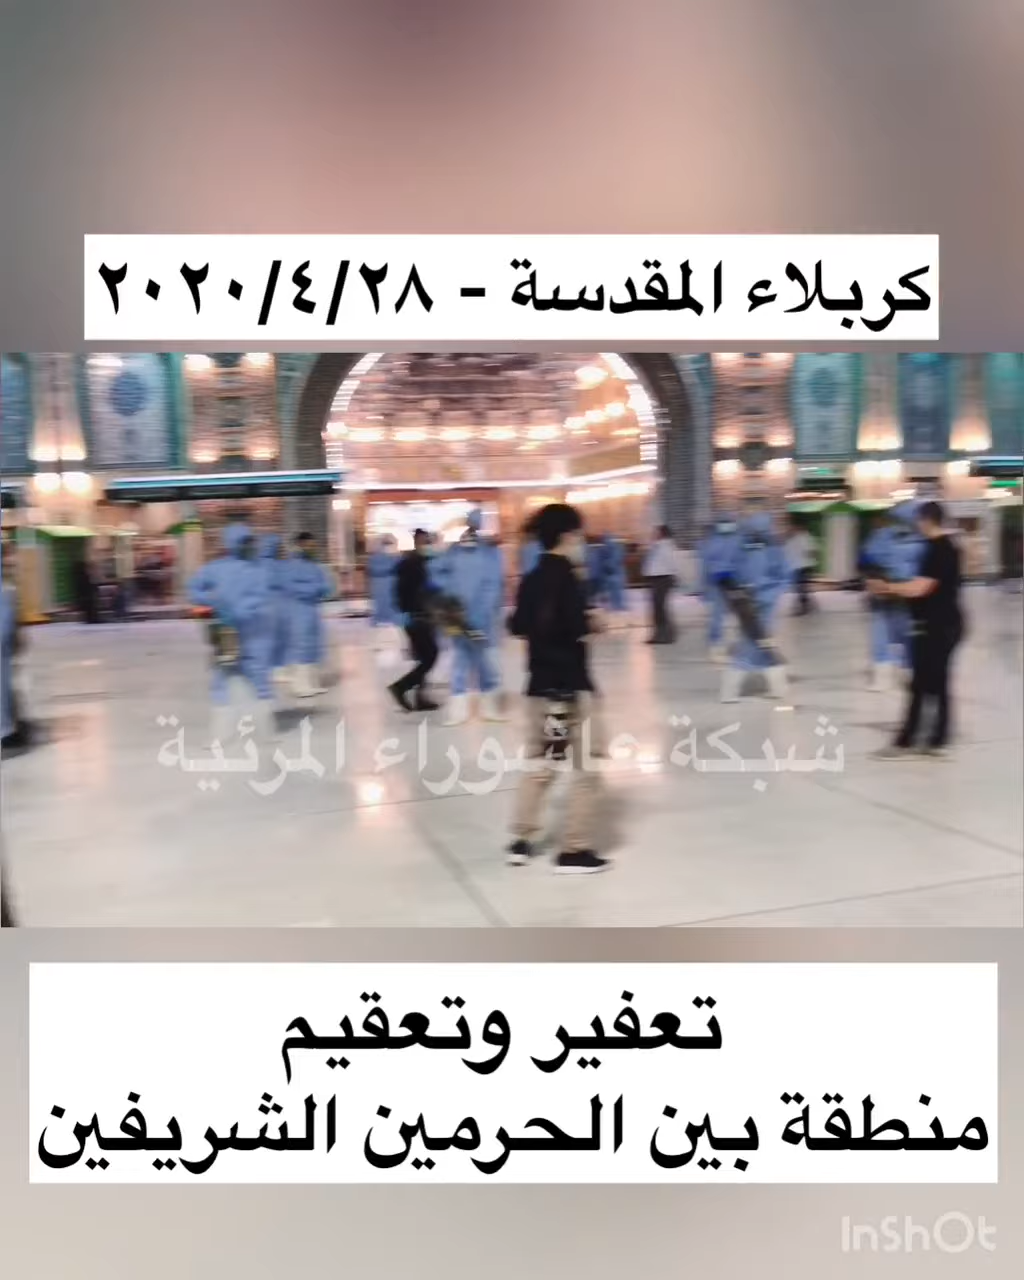 كربلاء المقدسة - ٢٠٢٠/٤/٢٨
شبكة عاشوراء المرئية
تعفير وتعقيم
منطقة بين الحرمين الشريفين
InShOt